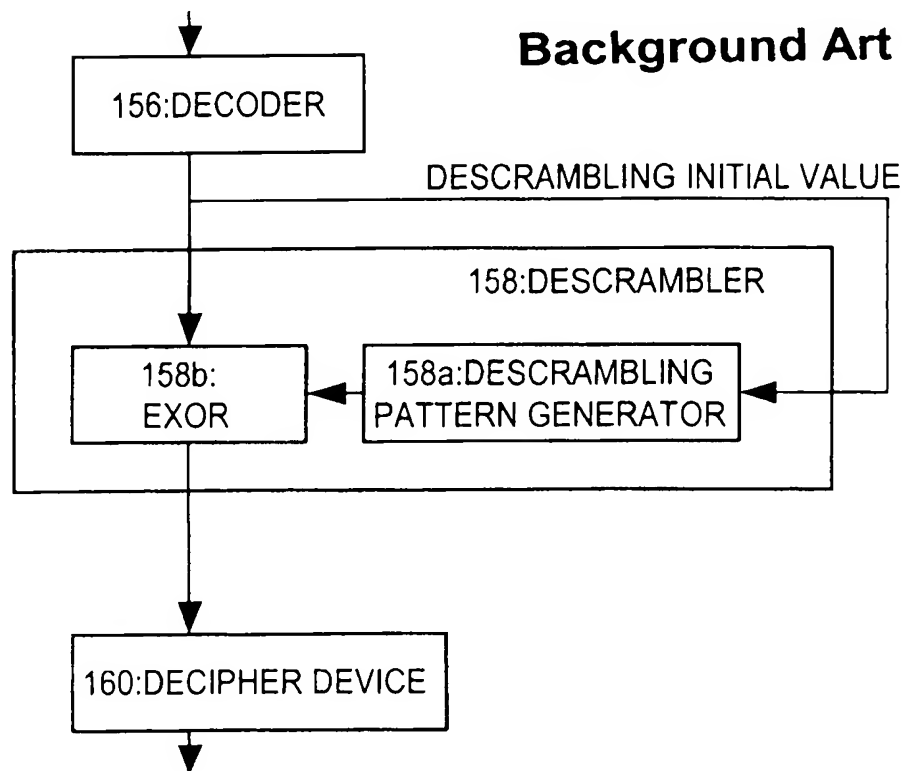 Background Art
156:DECODER
DESCRAMBLING INITIAL VALUE
158:DESCRAMBLER
158b:
EXOR
158a:DESCRAMBLING
PATTERN GENERATOR
160:DECIPHER DEVICE